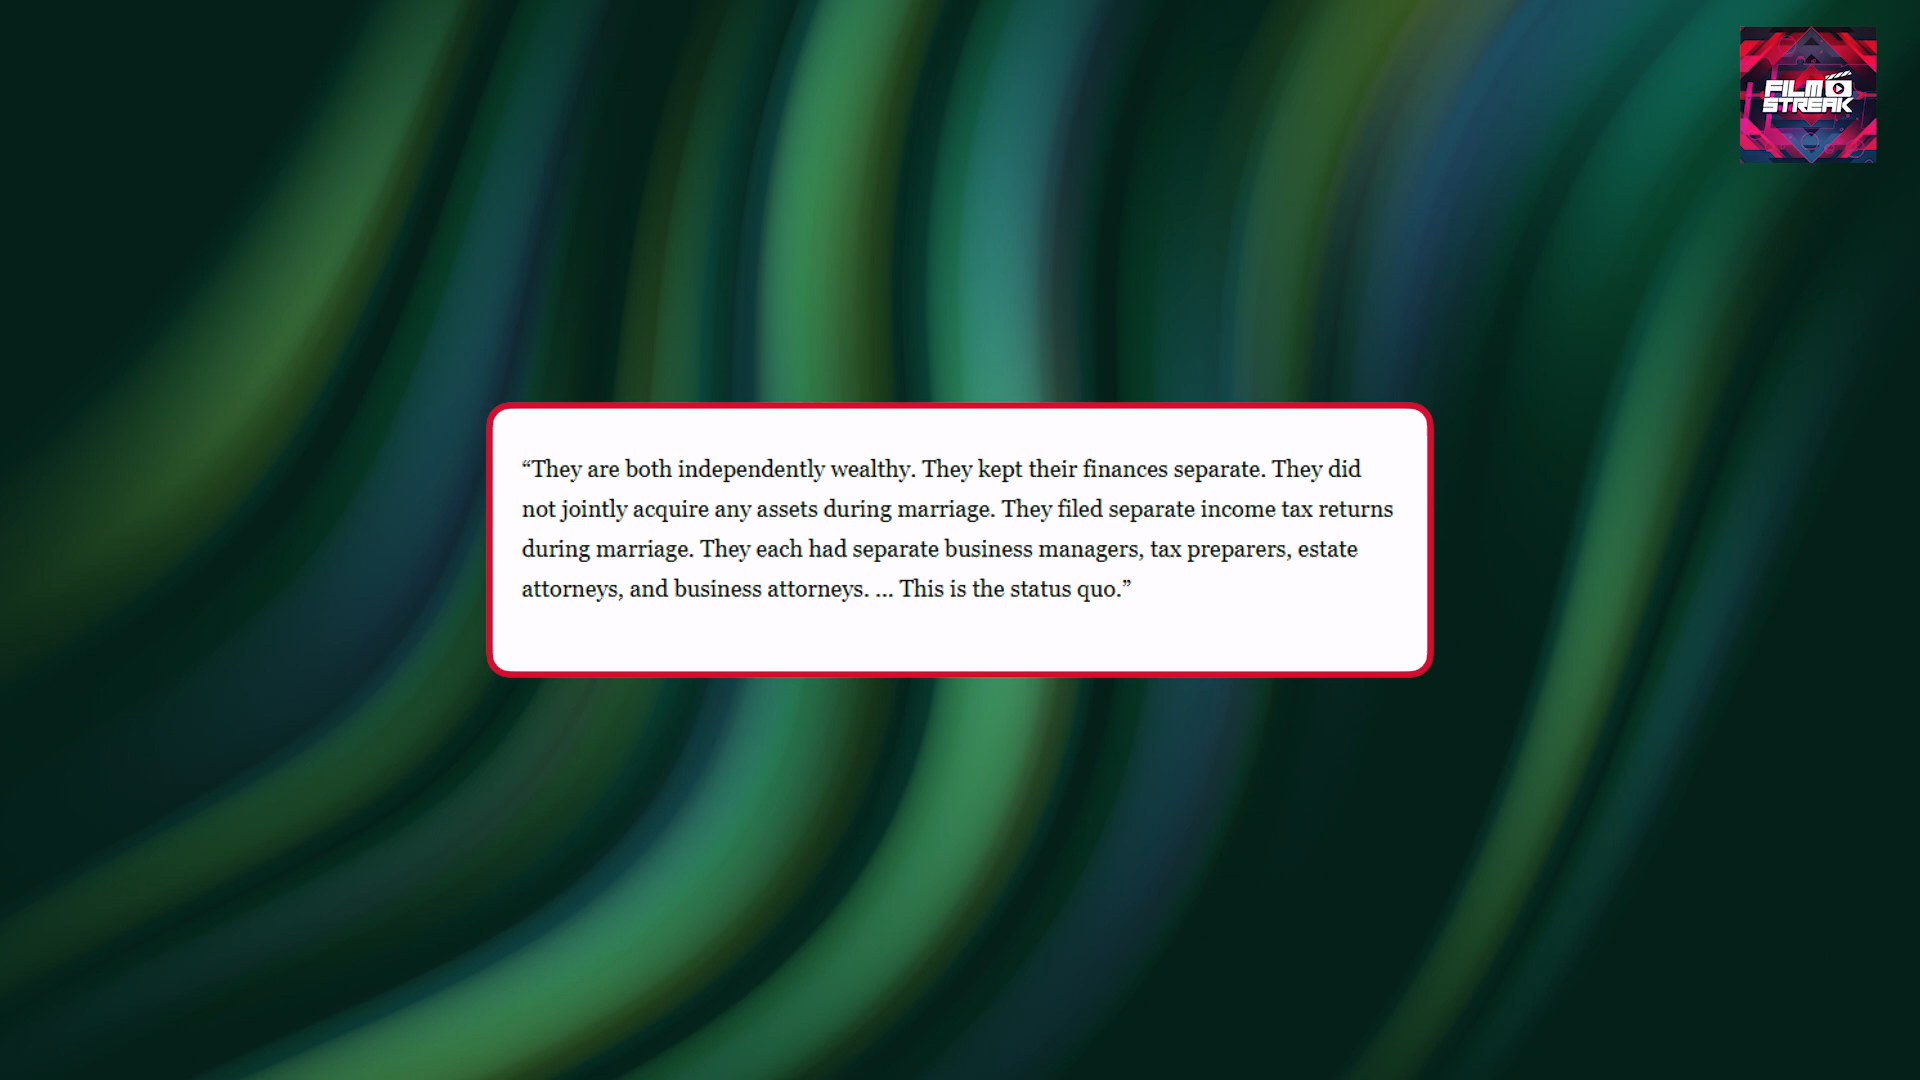 FILM
STREAK
“They are both independently wealthy. They kept their finances separate. They did
not jointly acquire any assets during marriage. They filed separate income tax returns
during marriage. They each had separate business managers, tax preparers, estate
attorneys, and business attorneys. ... This is the status quo.”